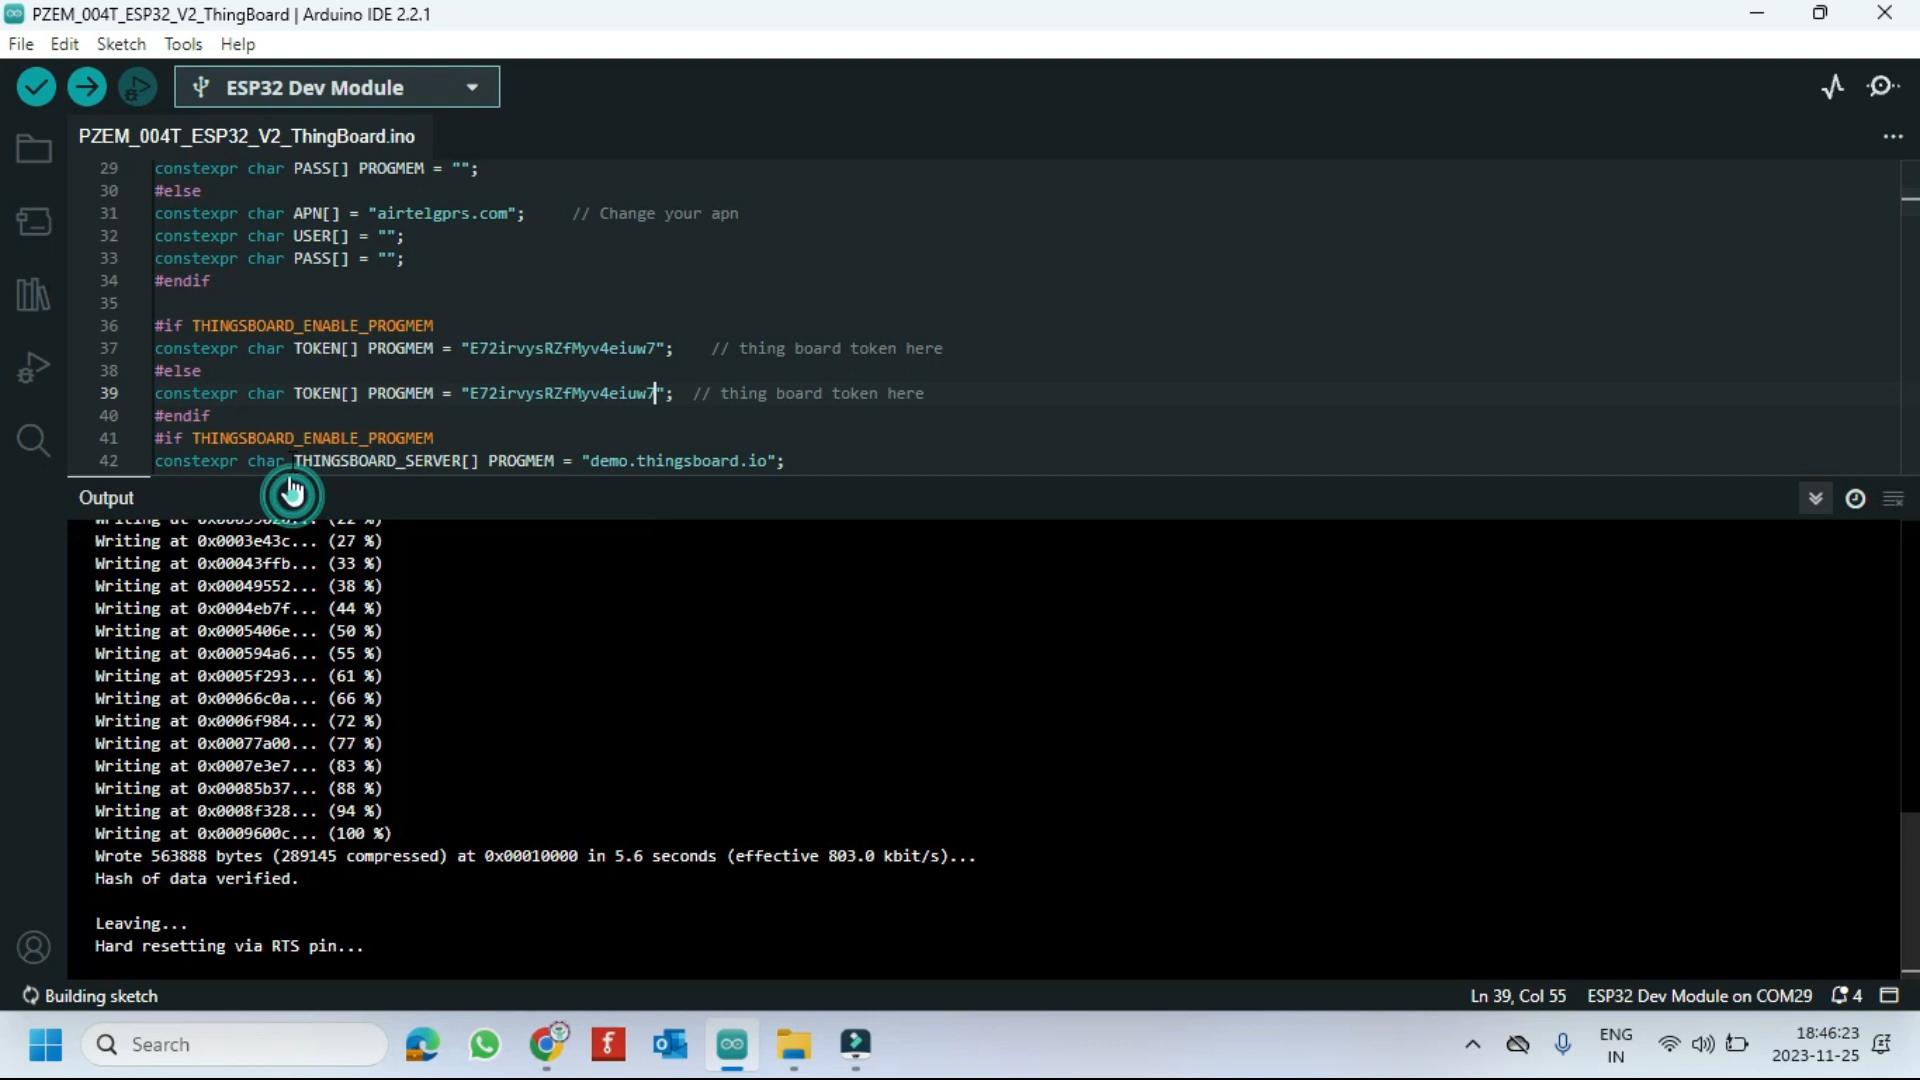 PZEM_004T_ESP32_V2_ThingBoard | Arduino IDE 2.2.1
File Edit Sketch Tools Help
ESP32 Dev Module
PZEM_004T_ESP32_V2_ThingBoard.ino
29 constexpr char PASS[] PROGMEM = "";
30 #else
31 constexpr char APN[] = "airtelgprs.com"; // Change your apn
32 constexpr char USER[] = "";
33 constexpr char PASS[] = "";
34 #endif
35
36 #if THINGSBOARD_ENABLE_PROGMEM
37 constexpr char TOKEN[] PROGMEM = "E72irvysRZfMyv4eiuw7"; // thing board token here
38 #else
39 constexpr char TOKEN[] PROGMEM = "E72irvysRZfMyv4eiuw7"; // thing board token here
40 #endif
41 #if THINGSBOARD_ENABLE_PROGMEM
42 constexpr char THINGSBOARD_SERVER[] PROGMEM = "demo.thingsboard.io";
Output
Writing at (22 %)
Writing at 0x0003e43c... (27 %)
Writing at 0x00043ffb... (33 %)
Writing at 0x00049552... (38 %)
Writing at 0x0004eb7f... (44 %)
Writing at 0x0005406e... (50 %)
Writing at 0x000594a6... (55 %)
Writing at 0x0005f293... (61 %)
Writing at 0x00066c0a... (66 %)
Writing at 0x0006f984... (72 %)
Writing at 0x00077a00... (77 %)
Writing at 0x0007e3e7... (83 %)
Writing at 0x00085b37... (88 %)
Writing at 0x0008f328... (94 %)
Writing at 0x0009600c... (100 %)
Wrote 563888 bytes (289145 compressed) at 0x00010000 in 5.6 seconds (effective 803.0 kbit/s)...
Hash of data verified.
Leaving...
Hard resetting via RTS pin...
Building sketch
Ln 39, Col 55 ESP32 Dev Module on COM29 4
Search
ENG
IN
18:46:23
2023-11-25